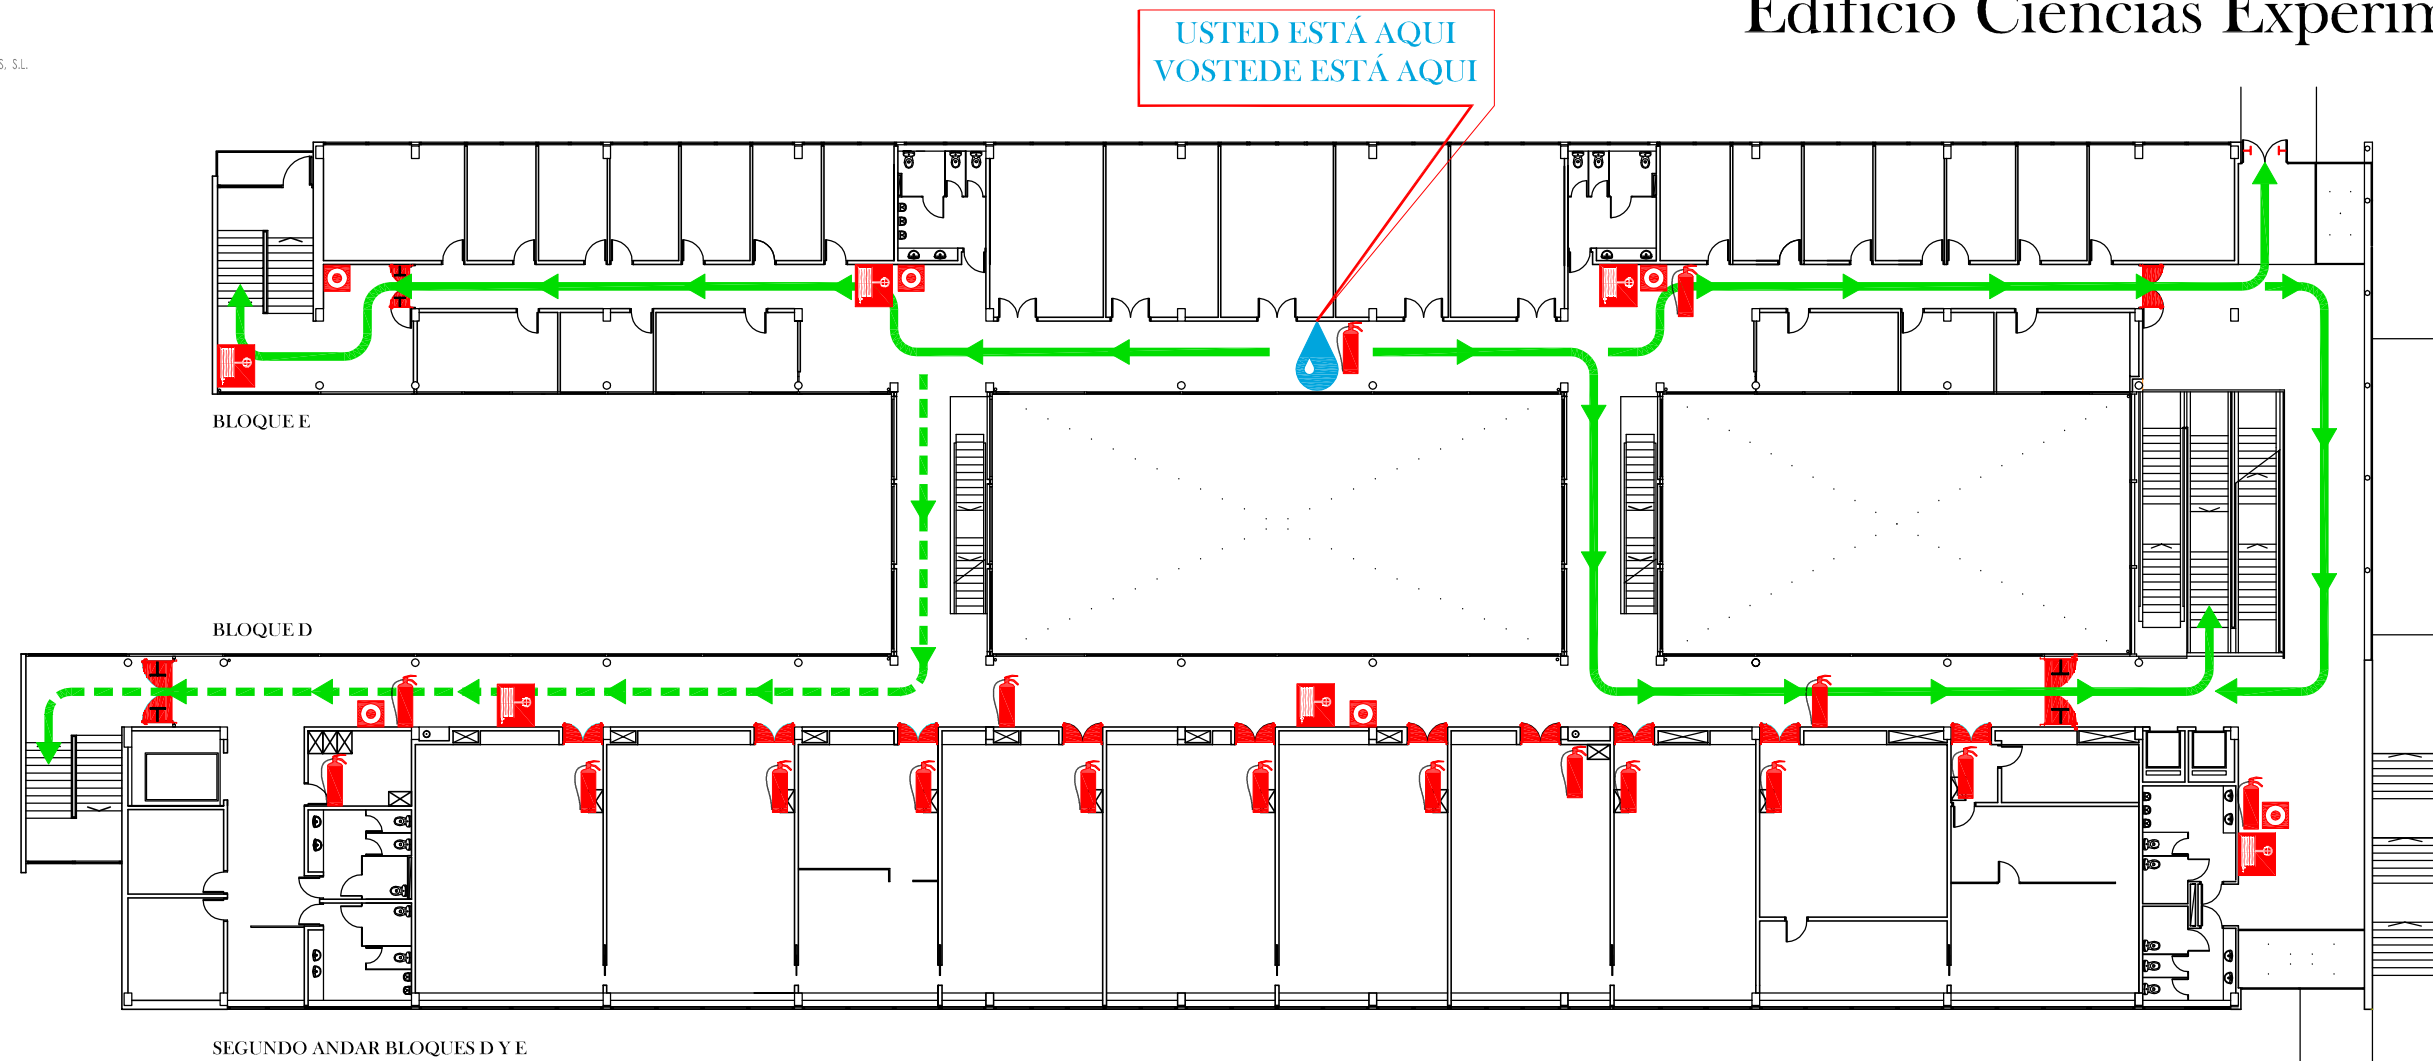 Edificio Ciencias Experim
S, S.L.
USTED ESTÁ AQUI
VOSTEDE ESTÁ AQUI
BLOQUE E
BLOQUE D
SEGUNDO ANDAR BLOQUES D Y E